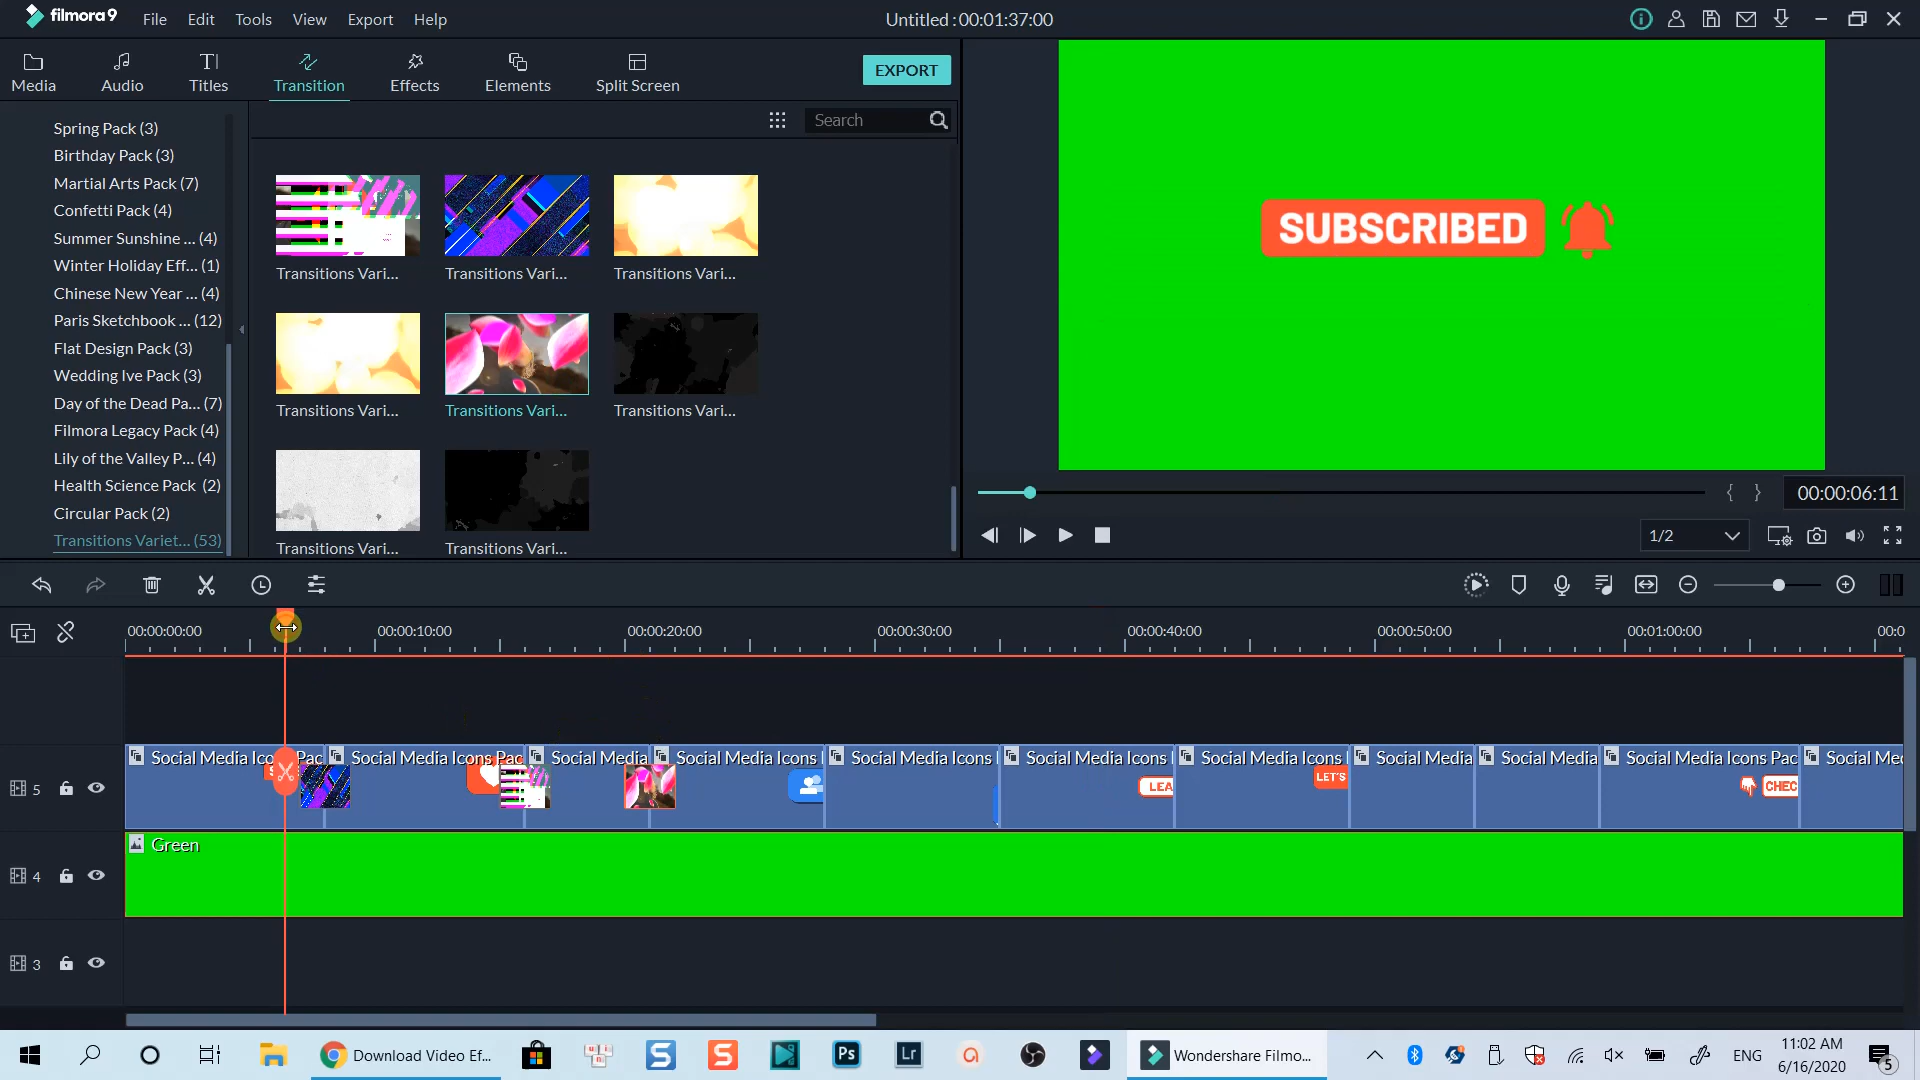 filmora9
File Edit Tools View Export Help
Untitled : 00:01:37:00
Media Audio Titles Transition Effects Elements Split Screen
EXPORT
Search
Spring Pack (3)
Birthday Pack (3)
Martial Arts Pack (7)
Confetti Pack (4)
Summer Sunshine ... (4)
Winter Holiday Eff... (1)
Chinese New Year ... (4)
Paris Sketchbook ... (12)
Flat Design Pack (3)
Wedding Ive Pack (3)
Day of the Dead Pa... (7)
Filmora Legacy Pack (4)
Lily of the Valley P... (4)
Health Science Pack (2)
Circular Pack (2)
Transitions Variet... (53)
Transitions Vari... Transitions Vari... Transitions Vari...
Transitions Vari... Transitions Vari... Transitions Vari...
Transitions Vari... Transitions Vari...
SUBSCRIBED
00:00:06:11
1/2
00:00:00:00 00:00:10:00 00:00:20:00 00:00:30:00 00:00:40:00 00:00:50:00 00:01:00:00 00:0
Social Media Ico Pac Social Media Icons Pac Social Media Social Media Icons Social Media Icons Social Media Icons Social Media Icons Social Media Social Media Social Media Icons Pac Social Med
LEA LET'S CHEC
5
Green
4
3
Download Video Ef...
Ps
Lr
Wondershare Filmo...
ENG
11:02 AM
6/16/2020
5